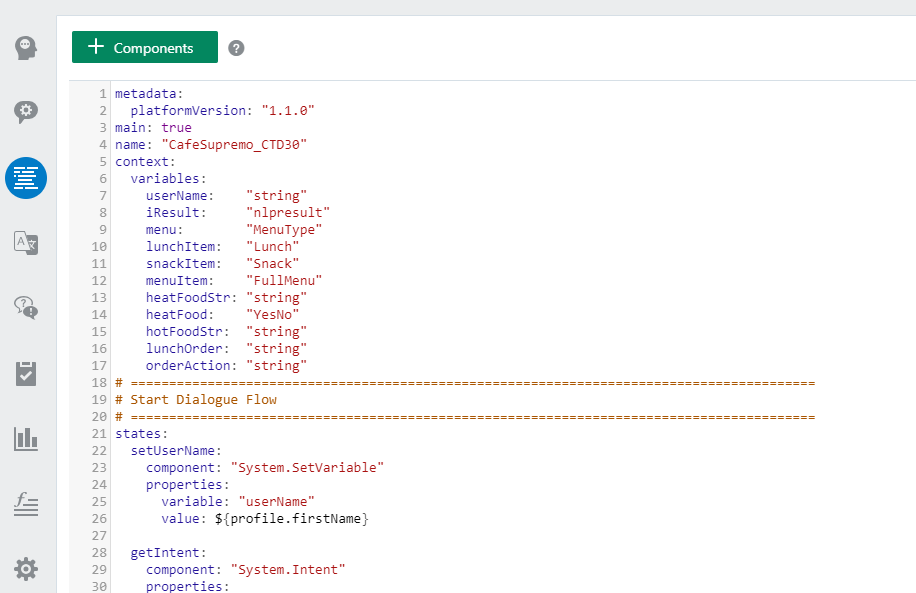 + Components ?
1 metadata:
2   platformVersion: "1.1.0"
3 main: true
4 name: "CafeSupremo_CTD30"
5 context:
6   variables:
7     userName:    "string"
8     iResult:     "nlpresult"
9     menu:        "MenuType"
10     lunchItem:   "Lunch"
11     snackItem:   "Snack"
12     menuItem:    "FullMenu"
13     heatFoodStr: "string"
14     heatFood:    "YesNo"
15     hotFoodStr:  "string"
16     lunchOrder:  "string"
17     orderAction: "string"
18 # =========================================================================================
19 # Start Dialogue Flow
20 # =========================================================================================
21 states:
22   setUserName:
23     component: "System.SetVariable"
24     properties:
25       variable: "userName"
26       value: ${profile.firstName}
27
28   getIntent:
29     component: "System.Intent"
30     properties: